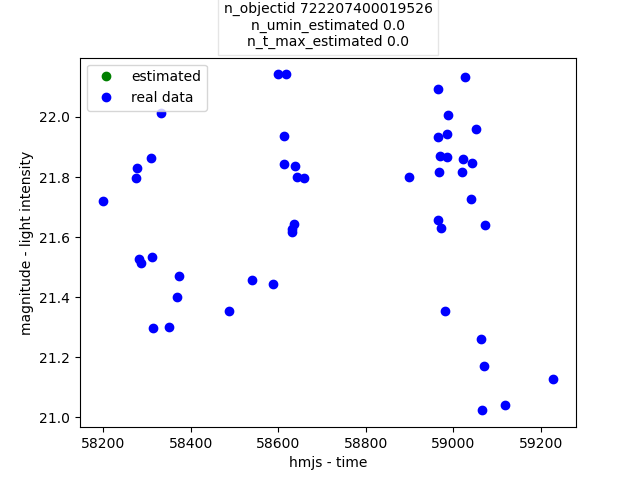 n_objectid 722207400019526
n_umin_estimated 0.0
n_t_max_estimated 0.0
estimated
real data
22.0
21.8
21.6
21.4
21.2
21.0
magnitude - light intensity
58200 58400 58600 58800 59000 59200
hmjs - time